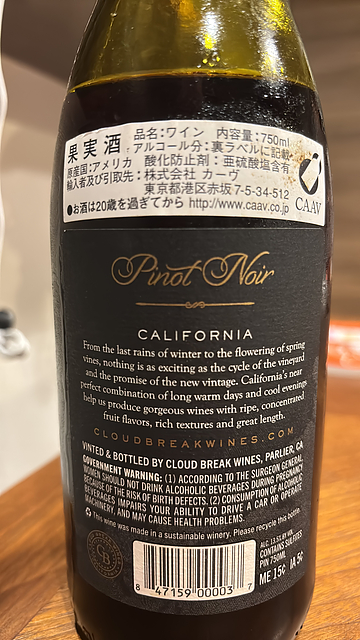 果実酒 品名:ワイン 内容量:750ml
アルコール分:裏ラベルに記載
原産国:アメリカ 酸化防止剤:亜硫酸塩含有
輸入者及び引取先:株式会社 カーヴ
東京都港区赤坂 7-5-34-512
●お酒は20歳を過ぎてから http://www.caav.co.jp
CAAV
Pinot Noir
CALIFORNIA
From the last rains of winter to the flowering of spring
vines, nothing is as exciting as the cycle of the vineyard
and the promise of the new vintage. California's near
perfect combination of long warm days and cool evenings
help us produce gorgeous wines with ripe, concentrated
fruit flavors, rich textures and great length.
CLOUDBREAKWINES.COM
VINTED & BOTTLED BY CLOUD BREAK WINES, PARLIER, CA
GOVERNMENT WARNING: (1) ACCORDING TO THE SURGEON GENERAL,
WOMEN SHOULD NOT DRINK ALCOHOLIC BEVERAGES DURING PREGNANCY
BECAUSE OF THE RISK OF BIRTH DEFECTS. (2) CONSUMPTION OF ALCOHOLIC
BEVERAGES IMPAIRS YOUR ABILITY TO DRIVE A CAR OR OPERATE
MACHINERY, AND MAY CAUSE HEALTH PROBLEMS.
This wine was made in a sustainable winery. Please recycle this bottle.
ALC. 13.5% BY VOL.
CONTAINS SULFITES
PIN 750ML
ME 15¢ IA 5¢
8 47159 00003 7